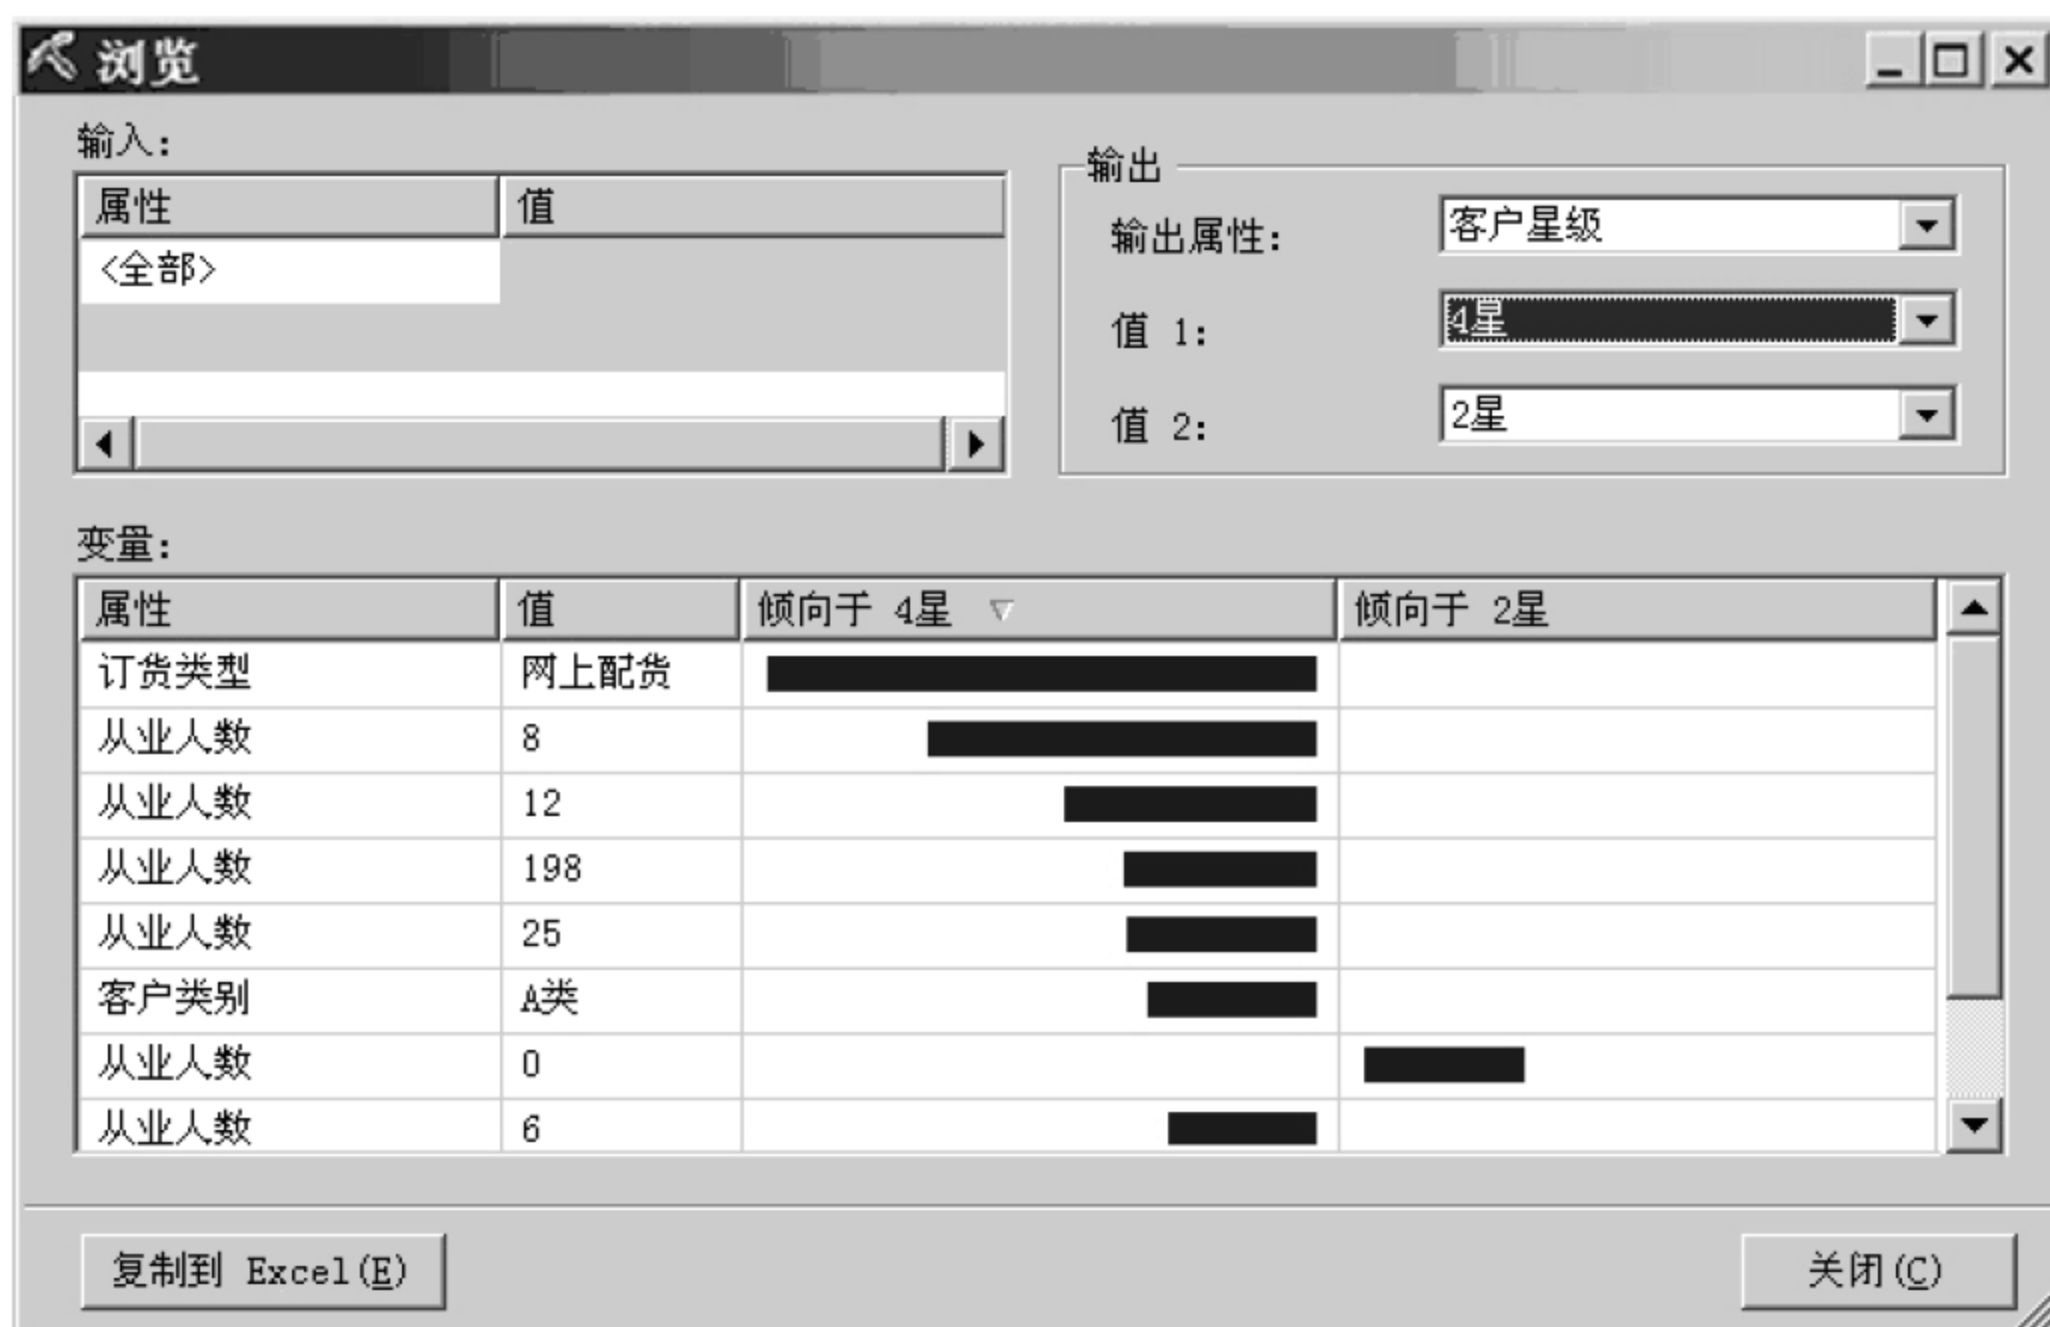 浏览
输入:
属性 值
<全部>
输出
输出属性: 客户星级
值 1: 4星
值 2: 2星
变量:
属性 值 倾向于 4星 倾向于 2星
订货类型 网上配货
从业人数 8
从业人数 12
从业人数 198
从业人数 25
客户类别 A类
从业人数 0
从业人数 6
复制到 Excel(E) 关闭(C)